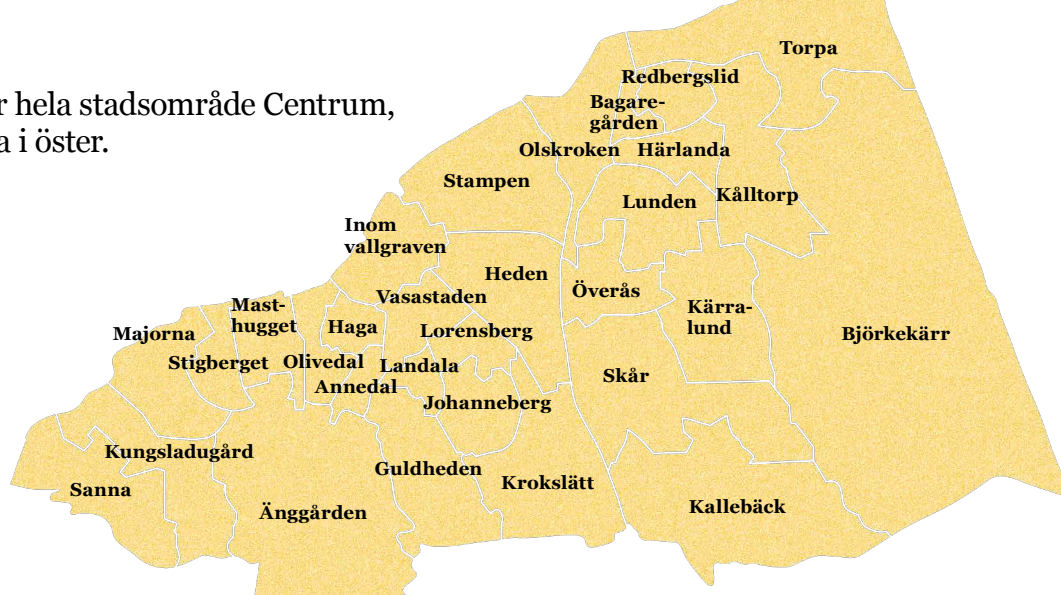 hela stadsområde Centrum,
i öster.
Torpa
Redbergslid
Bagare-
gården
Olskroken
Härlanda
Stampen
Lunden
Kålltorp
Inom
vallgraven
Heden
Överås
Vasastaden
Mast-
hugget
Haga
Lorensberg
Kärra-
lund
Majorna
Björkekärr
Stigberget
Olivedal
Landala
Annedal
Skår
Johanneberg
Kungsladugård
Guldheden
Krokslätt
Sanna
Änggården
Kallebäck